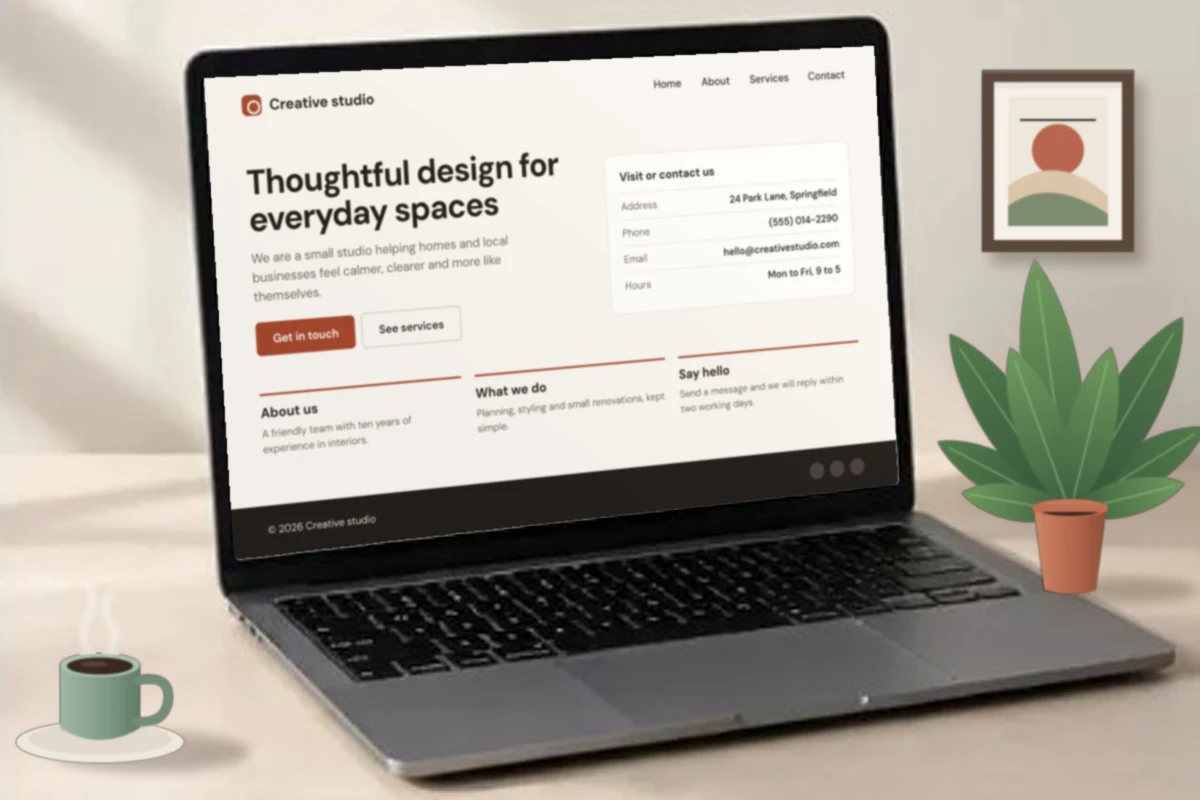 Creative studio
Home About Services Contact
Thoughtful design for
everyday spaces
We are a small studio helping homes and local
businesses feel calmer, clearer and more like
themselves.
Get in touch
See services
Visit or contact us
Address 24 Park Lane, Springfield
Phone (555) 014-2290
Email hello@creativestudio.com
Hours Mon to Fri, 9 to 5
About us
A friendly team with ten years of
experience in interiors.
What we do
Planning, styling and small renovations, kept
simple.
Say hello
Send a message and we will reply within
two working days.
© 2026 Creative studio